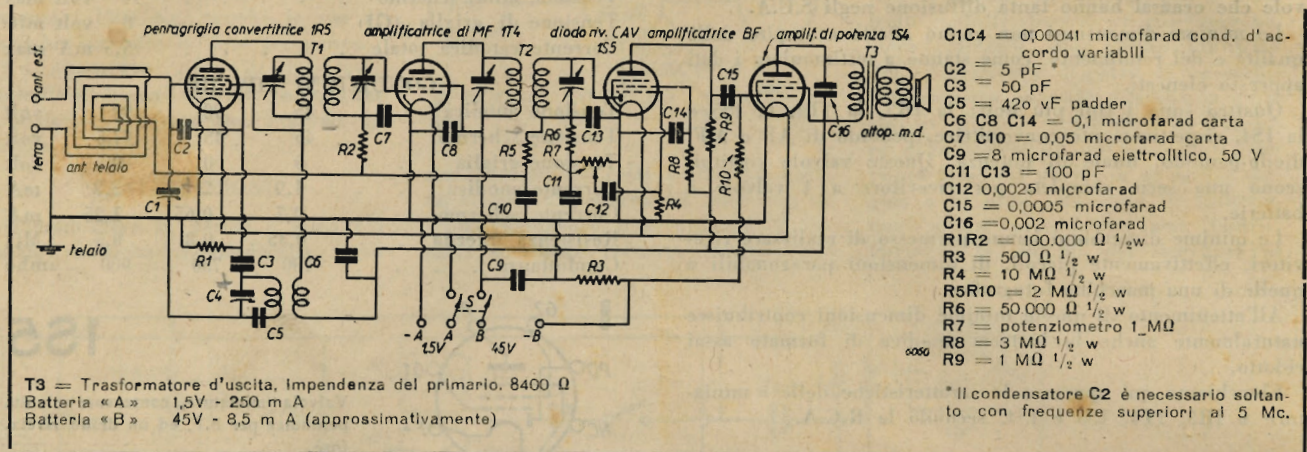 pentagriglia convertitrice 1R5
amplificatrice di MF 1T4
diodo riv. CAV amplificatrice BF
1S5
amplif. di potenza 1S4
T1
T2
T3
ant. est.
terra
ant telaio
telaio
C2
C1
R1
C3
C4
C5
C6
R2
C7
C8
R5
C10
R6
R7
C11
C13
C12
C14
R8
R4
C15
R9
R10
C16
altop. m.d.
C9
R3
S
-A
A
B
-B
1,5V
45V
6060
C1C4 = 0,00041 microfarad cond. d'ac-
cordo variabili
C2 = 5 pF *
C3 = 50 pF
C5 = 420 vF padder
C6 C8 C14 = 0,1 microfarad carta
C7 C10 = 0,05 microfarad carta
C9 = 8 microfarad elettrolitico, 50 V
C11 C13 = 100 pF
C12 0,0025 microfarad
C15 = 0,0005 microfarad
C16 = 0,002 microfarad
R1R2 = 100.000 Ω ½ w
R3 = 500 Ω ½ w
R4 = 10 MΩ ½ w
R5R10 = 2 MΩ ½ w
R6 = 50.000 Ω ½ w
R7 = potenziometro 1 MΩ
R8 = 3 MΩ ½ w
R9 = 1 MΩ ½ w
* Il condensatore C2 è necessario soltan-
to con frequenze superiori ai 5 Mc.
T3 = Trasformatore d'uscita. Impendenza del primario. 8400 Ω
Batteria « A » 1,5V - 250 m A
Batteria « B » 45V - 8,5 m A (approssimativamente)